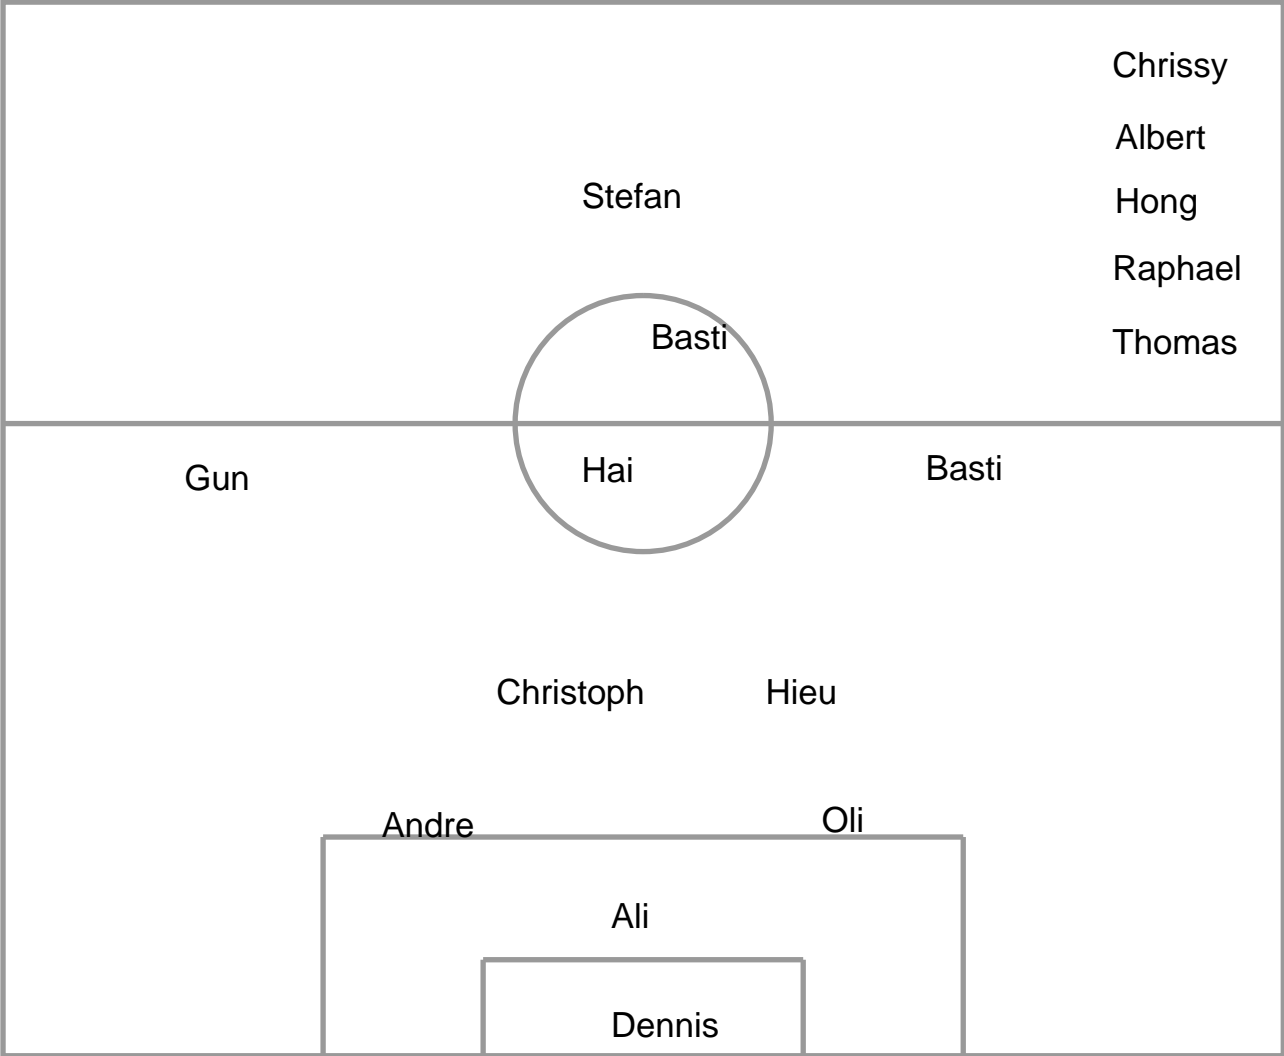 Chrissy
Albert
Stefan
Hong
Raphael
Basti
Thomas
Gun
Hai
Basti
Christoph
Hieu
Andre
Oli
Ali
Dennis